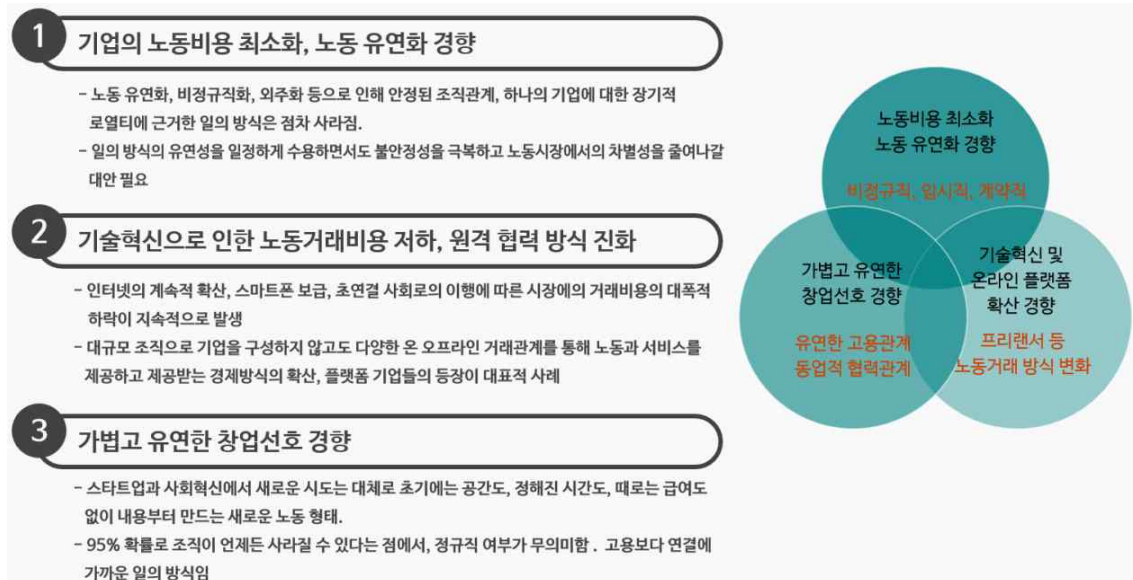 1 기업의 노동비용 최소화, 노동 유연화 경향
- 노동 유연화, 비정규직화, 외주화 등으로 인해 안정된 조직관계, 하나의 기업에 대한 장기적
로열티에 근거한 일의 방식은 점차 사라짐.
- 일의 방식의 유연성을 일정하게 수용하면서도 불안정성을 극복하고 노동시장에서의 차별성을 줄여나갈
대안 필요
2 기술혁신으로 인한 노동거래비용 저하, 원격 협력 방식 진화
- 인터넷의 계속적 확산, 스마트폰 보급, 초연결 사회로의 이행에 따른 시장에의 거래비용의 대폭적
하락이 지속적으로 발생
- 대규모 조직으로 기업을 구성하지 않고도 다양한 온 오프라인 거래관계를 통해 노동과 서비스를
제공하고 제공받는 경제방식의 확산, 플랫폼 기업들의 등장이 대표적 사례
3 가볍고 유연한 창업선호 경향
- 스타트업과 사회혁신에서 새로운 시도는 대체로 초기에는 공간도, 정해진 시간도, 때로는 급여도
없이 내용부터 만드는 새로운 노동 형태.
- 95% 확률로 조직이 언제든 사라질 수 있다는 점에서, 정규직 여부가 무의미함 . 고용보다 연결에
가까운 일의 방식임
노동비용 최소화
노동 유연화 경향
비정규직, 임시직, 계약직
가볍고 유연한
창업선호 경향
유연한 고용관계
동업적 협력관계
기술혁신 및
온라인 플랫폼
확산 경향
프리랜서 등
노동거래 방식 변화